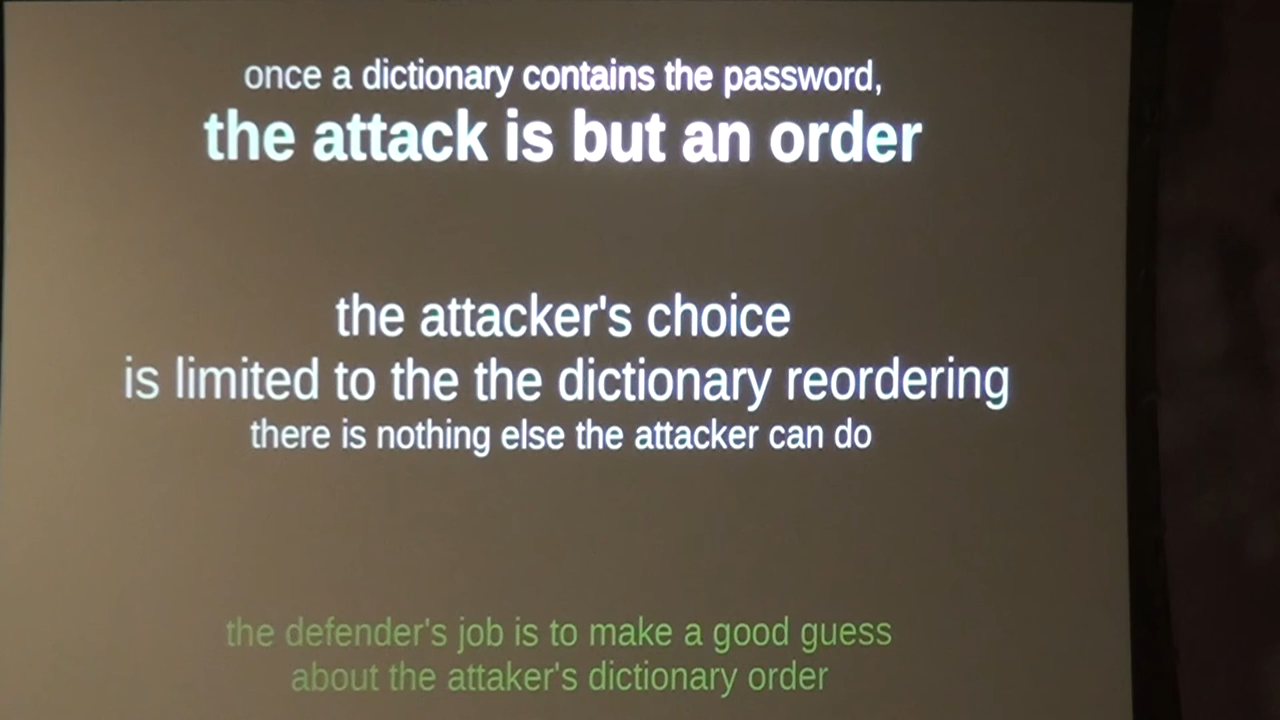 once a dictionary contains the password,
the attack is but an order
the attacker's choice
is limited to the the dictionary reordering
there is nothing else the attacker can do
the defender's job is to make a good guess
about the attaker's dictionary order